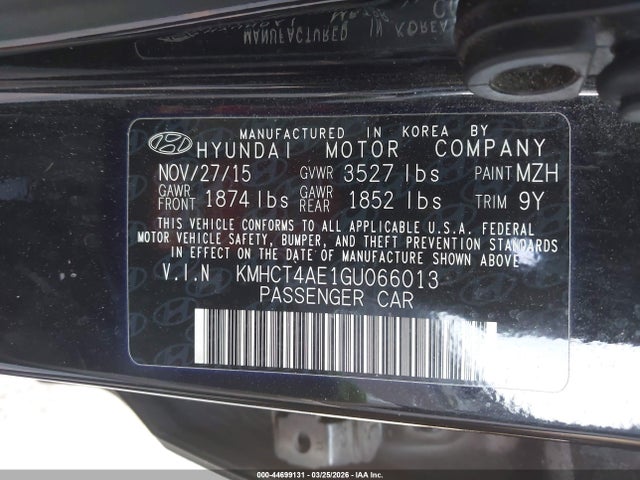 MANUFACTURED IN KOREA
MANUFACTURED IN KOREA BY
HYUNDAI MOTOR COMPANY
NOV/27/15 GVWR 3527 lbs PAINT MZH
GAWR FRONT 1874 lbs GAWR REAR 1852 lbs TRIM 9Y
THIS VEHICLE CONFORMS TO ALL APPLICABLE U.S.A. FEDERAL
MOTOR VEHICLE SAFETY, BUMPER, AND THEFT PREVENTION STANDARDS
IN EFFECT ON THE DATE OF MANUFACTURE SHOWN ABOVE
V.I.N KMHCT4AE1GU066013
PASSENGER CAR
000-44699131 - 03/25/2026 - IAA Inc.